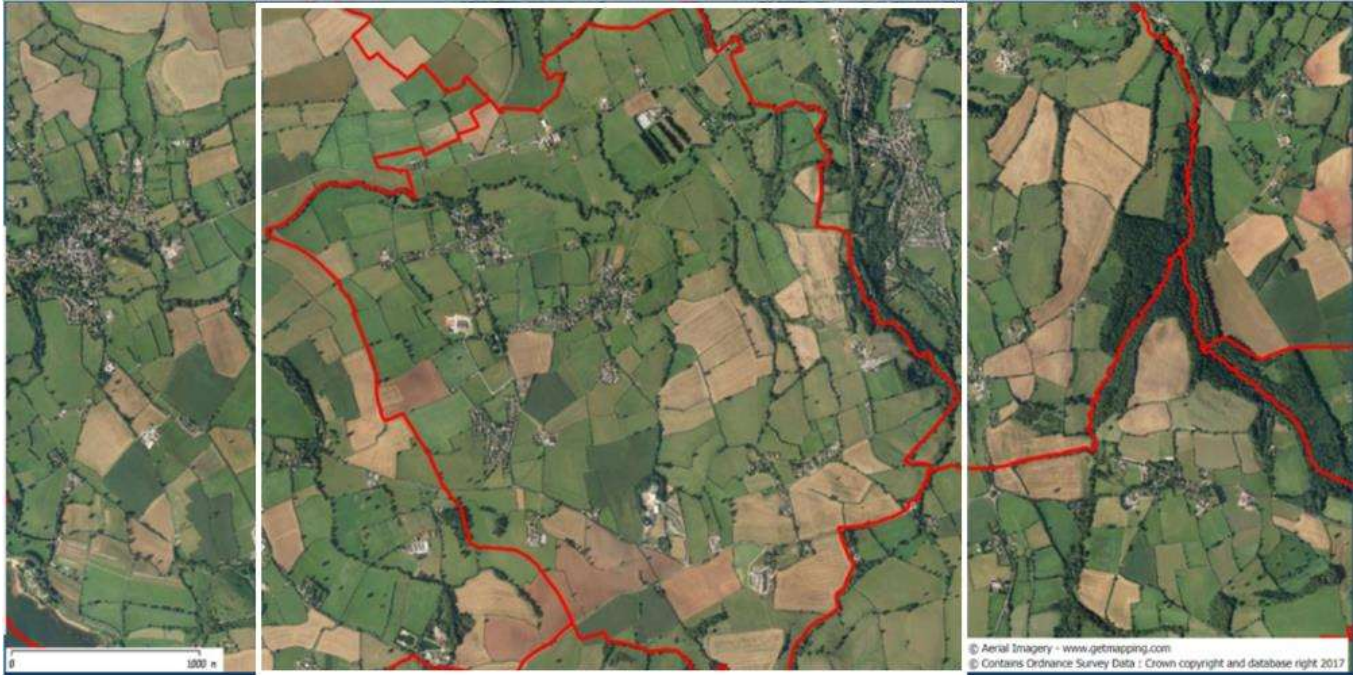 0 1000 m
© Aerial Imagery - www.getmapping.com
© Contains Ordnance Survey Data : Crown copyright and database right 2017